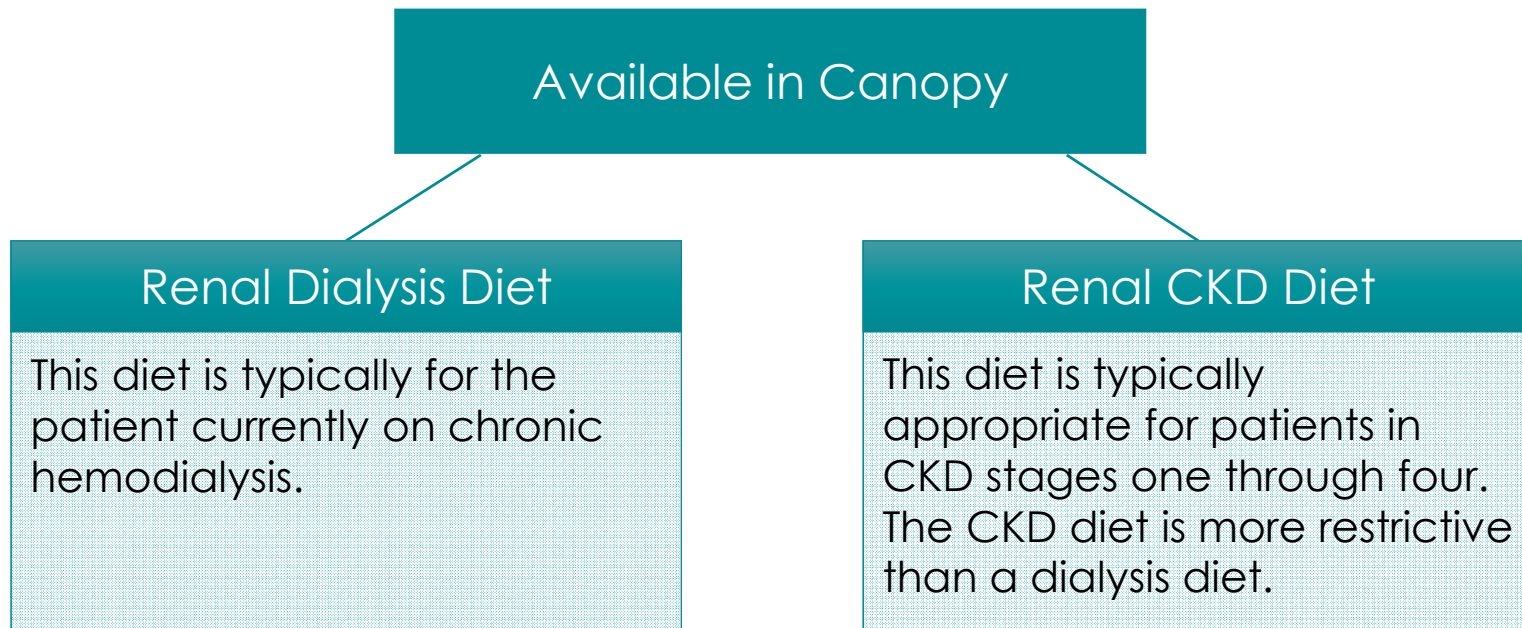 Available in Canopy
Renal Dialysis Diet
This diet is typically for the
patient currently on chronic
hemodialysis.
Renal CKD Diet
This diet is typically
appropriate for patients in
CKD stages one through four.
The CKD diet is more restrictive
than a dialysis diet.